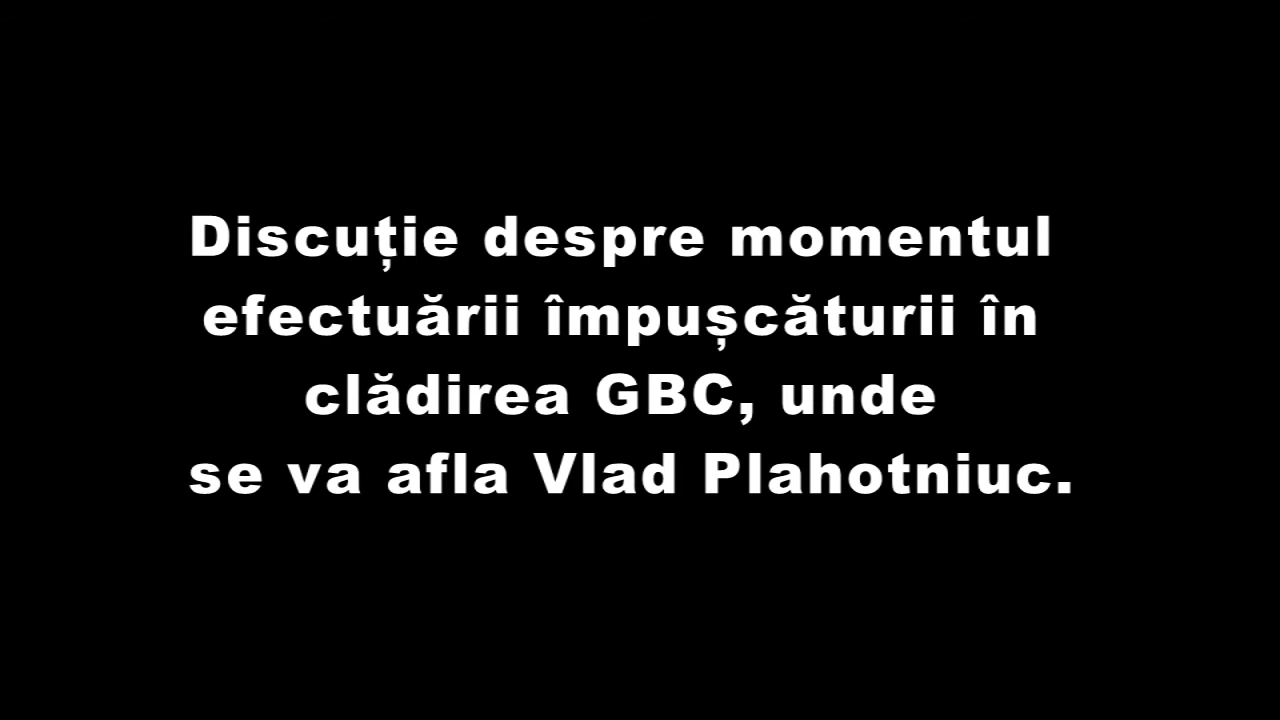 Discuție despre momentul
efectuării împușcăturii în
clădirea GBC, unde
se va afla Vlad Plahotniuc.